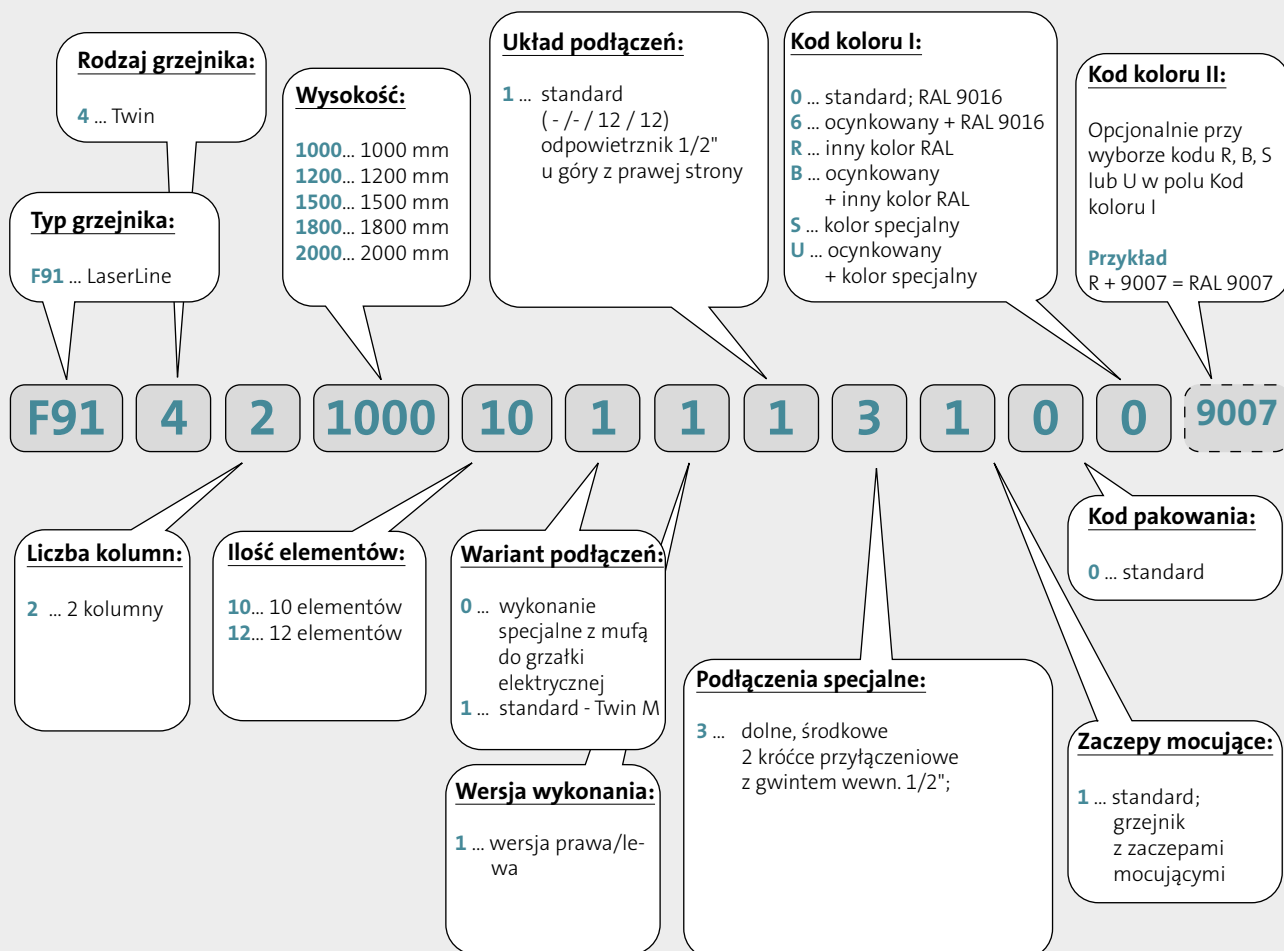 Rodzaj grzejnika:
4 ... Twin
Typ grzejnika:
F91 ... LaserLine
Wysokość:
1000... 1000 mm
1200... 1200 mm
1500... 1500 mm
1800... 1800 mm
2000... 2000 mm
Układ podłączeń:
1 ... standard
( - /- / 12 / 12)
odpowietrznik 1/2"
u góry z prawej strony
Kod koloru I:
0 ... standard; RAL 9016
6 ... ocynkowany + RAL 9016
R ... inny kolor RAL
B ... ocynkowany
+ inny kolor RAL
S ... kolor specjalny
U ... ocynkowany
+ kolor specjalny
Kod koloru II:
Opcjonalnie przy
wyborze kodu R, B, S
lub U w polu Kod
koloru I
Przykład
R + 9007 = RAL 9007
F91 4 2 1000 10 1 1 1 3 1 0 0 9007
Liczba kolumn:
2 ... 2 kolumny
Ilość elementów:
10... 10 elementów
12... 12 elementów
Wariant podłączeń:
0 ... wykonanie
specjalne z mufą
do grzałki
elektrycznej
1 ... standard - Twin M
Wersja wykonania:
1 ... wersja prawa/le-
wa
Podłączenia specjalne:
3 ... dolne, środkowe
2 króćce przyłączeniowe
z gwintem wewn. 1/2";
Kod pakowania:
0 ... standard
Zaczepy mocujące:
1 ... standard;
grzejnik
z zaczepami
mocującymi